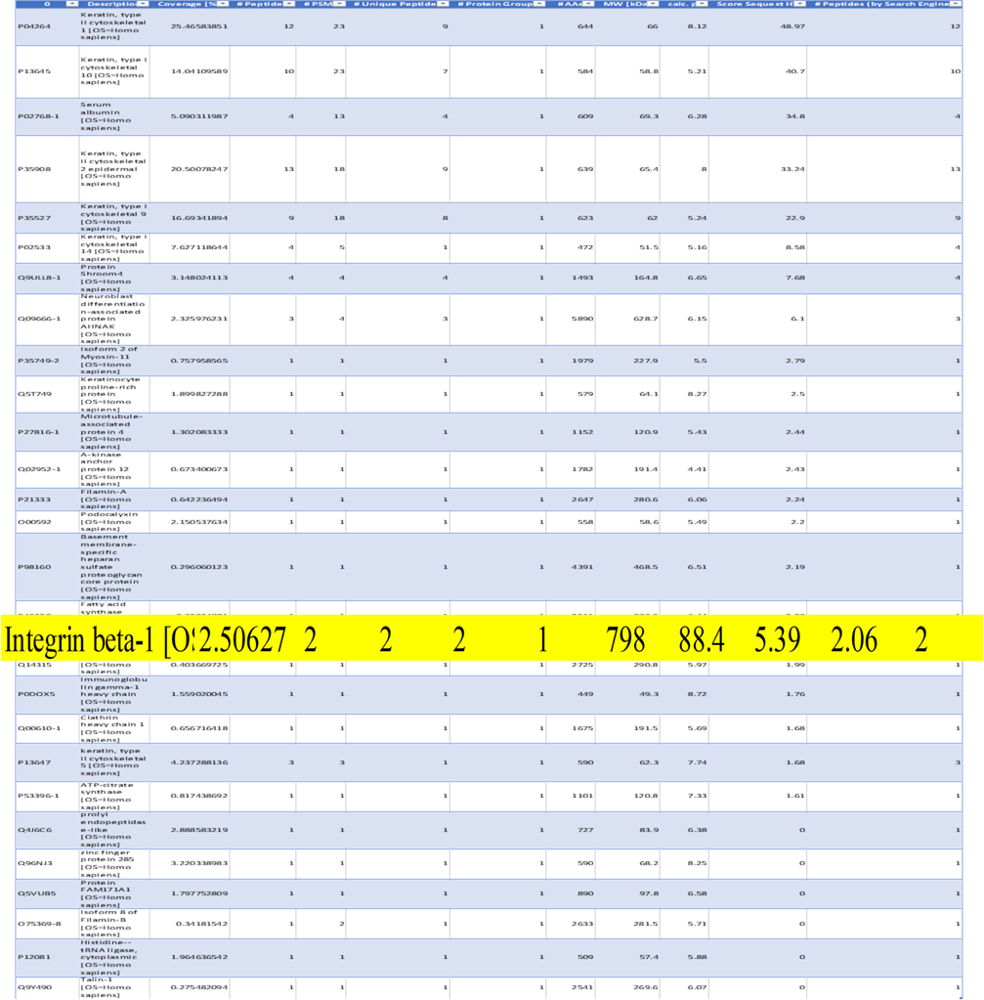 0 Descriptio Coverage [% # Peptide # PSM # Unique Peptide # Protein Group # AAs MW [kDa calc. p Score Sequest H # Peptides (by Search Engine
P04264 Keratin, type II cytoskeletal 1 [OS=Homo sapiens] 25.46583851 12 23 9 1 644 66 8.12 48.97 12
P13645 Keratin, type I cytoskeletal 10 [OS=Homo sapiens] 14.04109589 10 23 7 1 584 58.8 5.21 40.7 10
P02768-1 Serum albumin [OS=Homo sapiens] 5.090311987 4 13 4 1 609 69.3 6.28 34.8 4
P35908 Keratin, type II cytoskeletal 2 epidermal [OS=Homo sapiens] 20.50078247 13 18 9 1 639 65.4 8 33.24 13
P35527 Keratin, type I cytoskeletal 9 [OS=Homo sapiens] 16.69341894 9 18 8 1 623 62 5.24 22.9 9
P02533 Keratin, type I cytoskeletal 14 [OS=Homo sapiens] 7.627118644 4 5 1 1 472 51.5 5.16 8.58 4
Q9ULL8-1 Protein Shroom4 [OS=Homo sapiens] 3.148024113 4 4 4 1 1493 164.8 6.65 7.68 4
Q09666-1 Neuroblast differentiatio n-associated protein AHNAK [OS=Homo sapiens] 2.325976231 3 4 3 1 5890 628.7 6.15 6.1 3
P35749-2 Isoform 2 of Myosin-11 [OS=Homo sapiens] 0.757958565 1 1 1 1 1979 227.9 5.5 2.79 1
Q5T749 Keratinocyte proline-rich protein [OS=Homo sapiens] 1.899827288 1 1 1 1 579 64.1 8.27 2.5 1
P27816-1 Microtubule-associated protein 4 [OS=Homo sapiens] 1.302083333 1 1 1 1 1152 120.9 5.43 2.44 1
Q02952-1 A-kinase anchor protein 12 [OS=Homo sapiens] 0.673400673 1 1 1 1 1782 191.4 4.41 2.43 1
P21333 Filamin-A [OS=Homo sapiens] 0.642236494 1 1 1 1 2647 280.6 6.06 2.24 1
O00592 Podocalyxin [OS=Homo sapiens] 2.150537634 1 1 1 1 558 58.6 5.49 2.2 1
P98160 Basement membrane-specific heparan sulfate proteoglycan core protein [OS=Homo sapiens] 0.296060123 1 1 1 1 4391 468.5 6.51 2.19 1
Fatty acid synthase
Integrin beta-1 [OS 2.50627 2 2 2 1 798 88.4 5.39 2.06 2
Q14315 [OS=Homo sapiens] 0.403669725 1 1 1 1 2725 290.8 5.97 1.99 1
P0DOX5 Immunoglobu lin gamma-1 heavy chain [OS=Homo sapiens] 1.559020045 1 1 1 1 449 49.3 8.72 1.76 1
Q00610-1 Clathrin heavy chain 1 [OS=Homo sapiens] 0.656716418 1 1 1 1 1675 191.5 5.69 1.68 1
P13647 keratin, type II cytoskeletal 5 [OS=Homo sapiens] 4.237288136 3 3 1 1 590 62.3 7.74 1.68 3
P53396-1 ATP-citrate synthase [OS=Homo sapiens] 0.817438692 1 1 1 1 1101 120.8 7.33 1.61 1
Q4J6C6 prolyl endopeptidas e-like [OS=Homo sapiens] 2.888583219 1 1 1 1 727 83.9 6.38 0 1
Q96NJ3 zinc finger protein 285 [OS=Homo sapiens] 3.220338983 1 1 1 1 590 68.2 8.25 0 1
Q5VUB5 Protein FAM171A1 [OS=Homo sapiens] 1.797752809 1 1 1 1 890 97.8 6.58 0 1
O75369-8 Isoform 8 of Filamin-B [OS=Homo sapiens] 0.34181542 1 2 1 1 2633 281.5 5.71 0 1
P12081 Histidine--tRNA ligase, cytoplasmic [OS=Homo sapiens] 1.964636542 1 1 1 1 509 57.4 5.88 0 1
Q9Y490 Talin-1 [OS=Homo sapiens] 0.275482094 1 1 1 1 2541 269.6 6.07 0 1